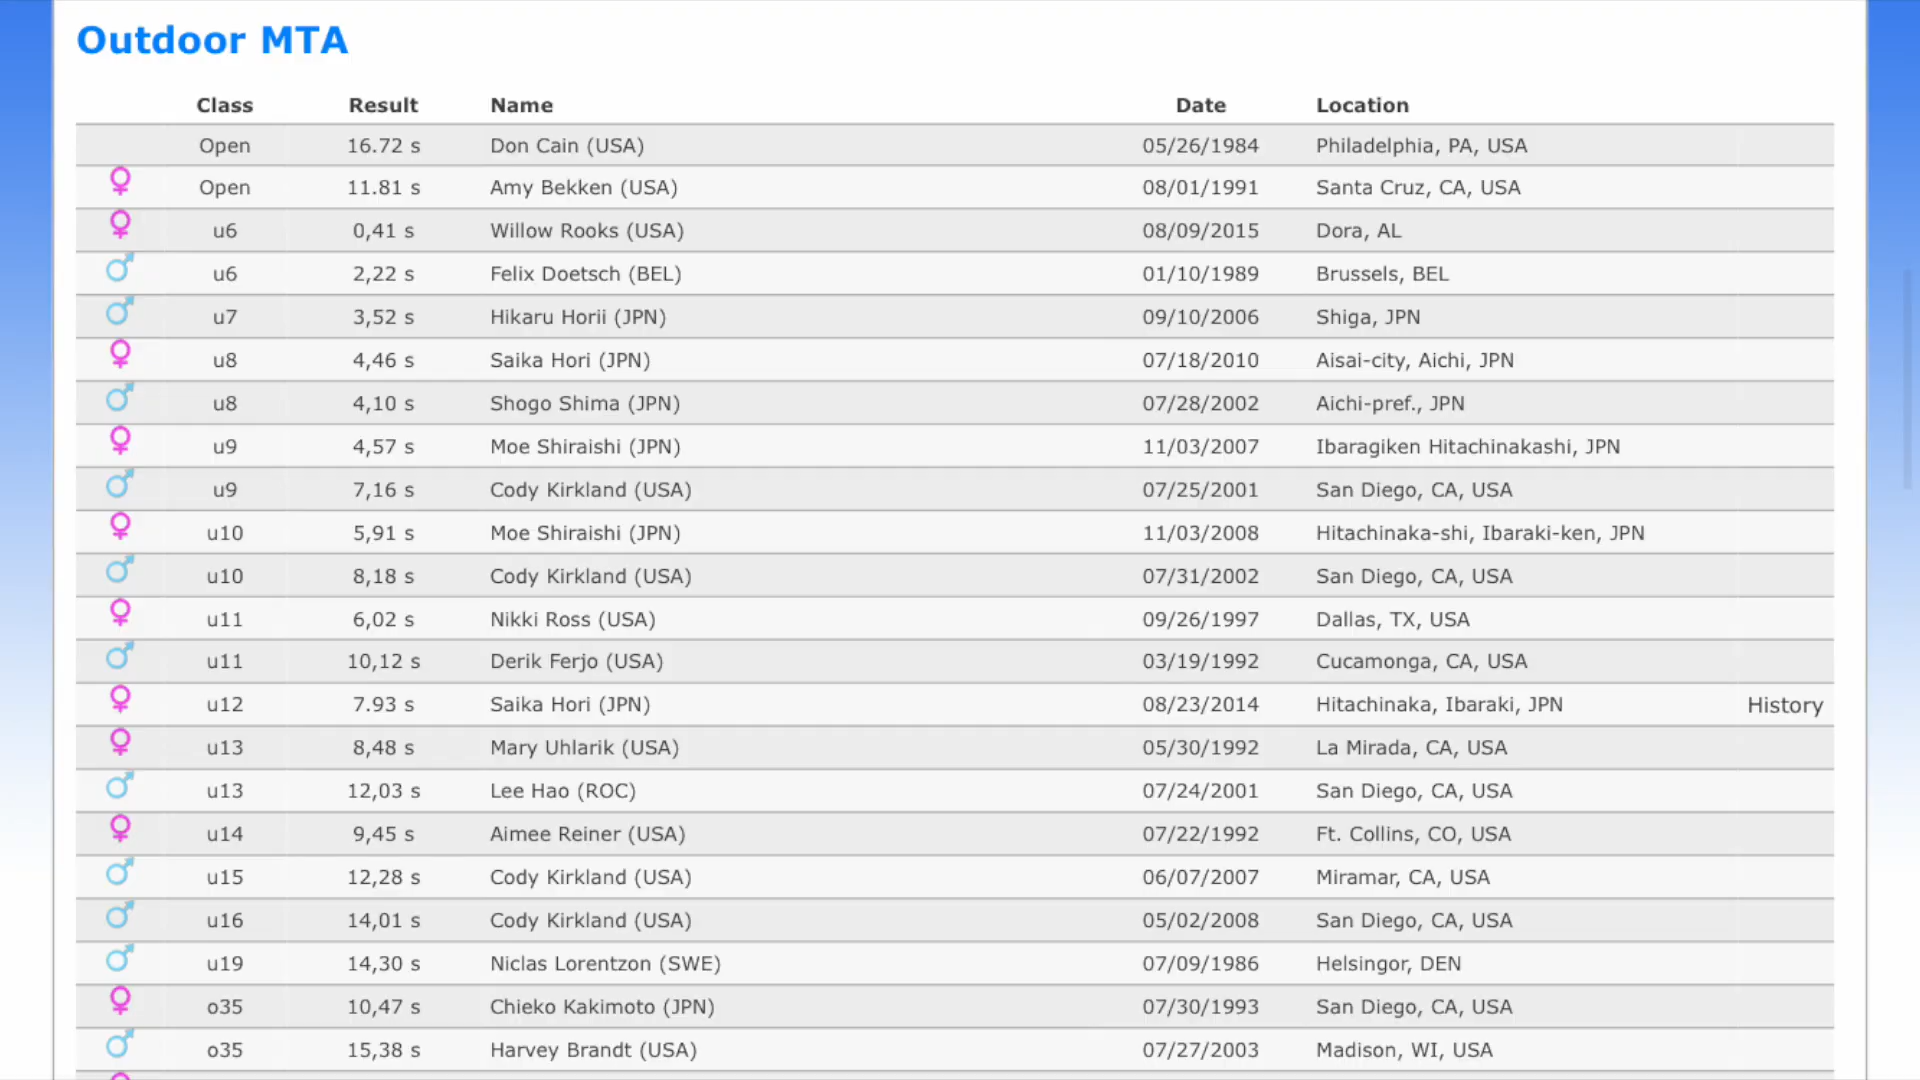 Outdoor MTA
Class Result Name Date Location
Open 16.72 s Don Cain (USA) 05/26/1984 Philadelphia, PA, USA
Open 11.81 s Amy Bekken (USA) 08/01/1991 Santa Cruz, CA, USA
u6 0,41 s Willow Rooks (USA) 08/09/2015 Dora, AL
u6 2,22 s Felix Doetsch (BEL) 01/10/1989 Brussels, BEL
u7 3,52 s Hikaru Horii (JPN) 09/10/2006 Shiga, JPN
u8 4,46 s Saika Hori (JPN) 07/18/2010 Aisai-city, Aichi, JPN
u8 4,10 s Shogo Shima (JPN) 07/28/2002 Aichi-pref., JPN
u9 4,57 s Moe Shiraishi (JPN) 11/03/2007 Ibaragiken Hitachinakashi, JPN
u9 7,16 s Cody Kirkland (USA) 07/25/2001 San Diego, CA, USA
u10 5,91 s Moe Shiraishi (JPN) 11/03/2008 Hitachinaka-shi, Ibaraki-ken, JPN
u10 8,18 s Cody Kirkland (USA) 07/31/2002 San Diego, CA, USA
u11 6,02 s Nikki Ross (USA) 09/26/1997 Dallas, TX, USA
u11 10,12 s Derik Ferjo (USA) 03/19/1992 Cucamonga, CA, USA
u12 7.93 s Saika Hori (JPN) 08/23/2014 Hitachinaka, Ibaraki, JPN History
u13 8,48 s Mary Uhlarik (USA) 05/30/1992 La Mirada, CA, USA
u13 12,03 s Lee Hao (ROC) 07/24/2001 San Diego, CA, USA
u14 9,45 s Aimee Reiner (USA) 07/22/1992 Ft. Collins, CO, USA
u15 12,28 s Cody Kirkland (USA) 06/07/2007 Miramar, CA, USA
u16 14,01 s Cody Kirkland (USA) 05/02/2008 San Diego, CA, USA
u19 14,30 s Niclas Lorentzon (SWE) 07/09/1986 Helsingor, DEN
o35 10,47 s Chieko Kakimoto (JPN) 07/30/1993 San Diego, CA, USA
o35 15,38 s Harvey Brandt (USA) 07/27/2003 Madison, WI, USA